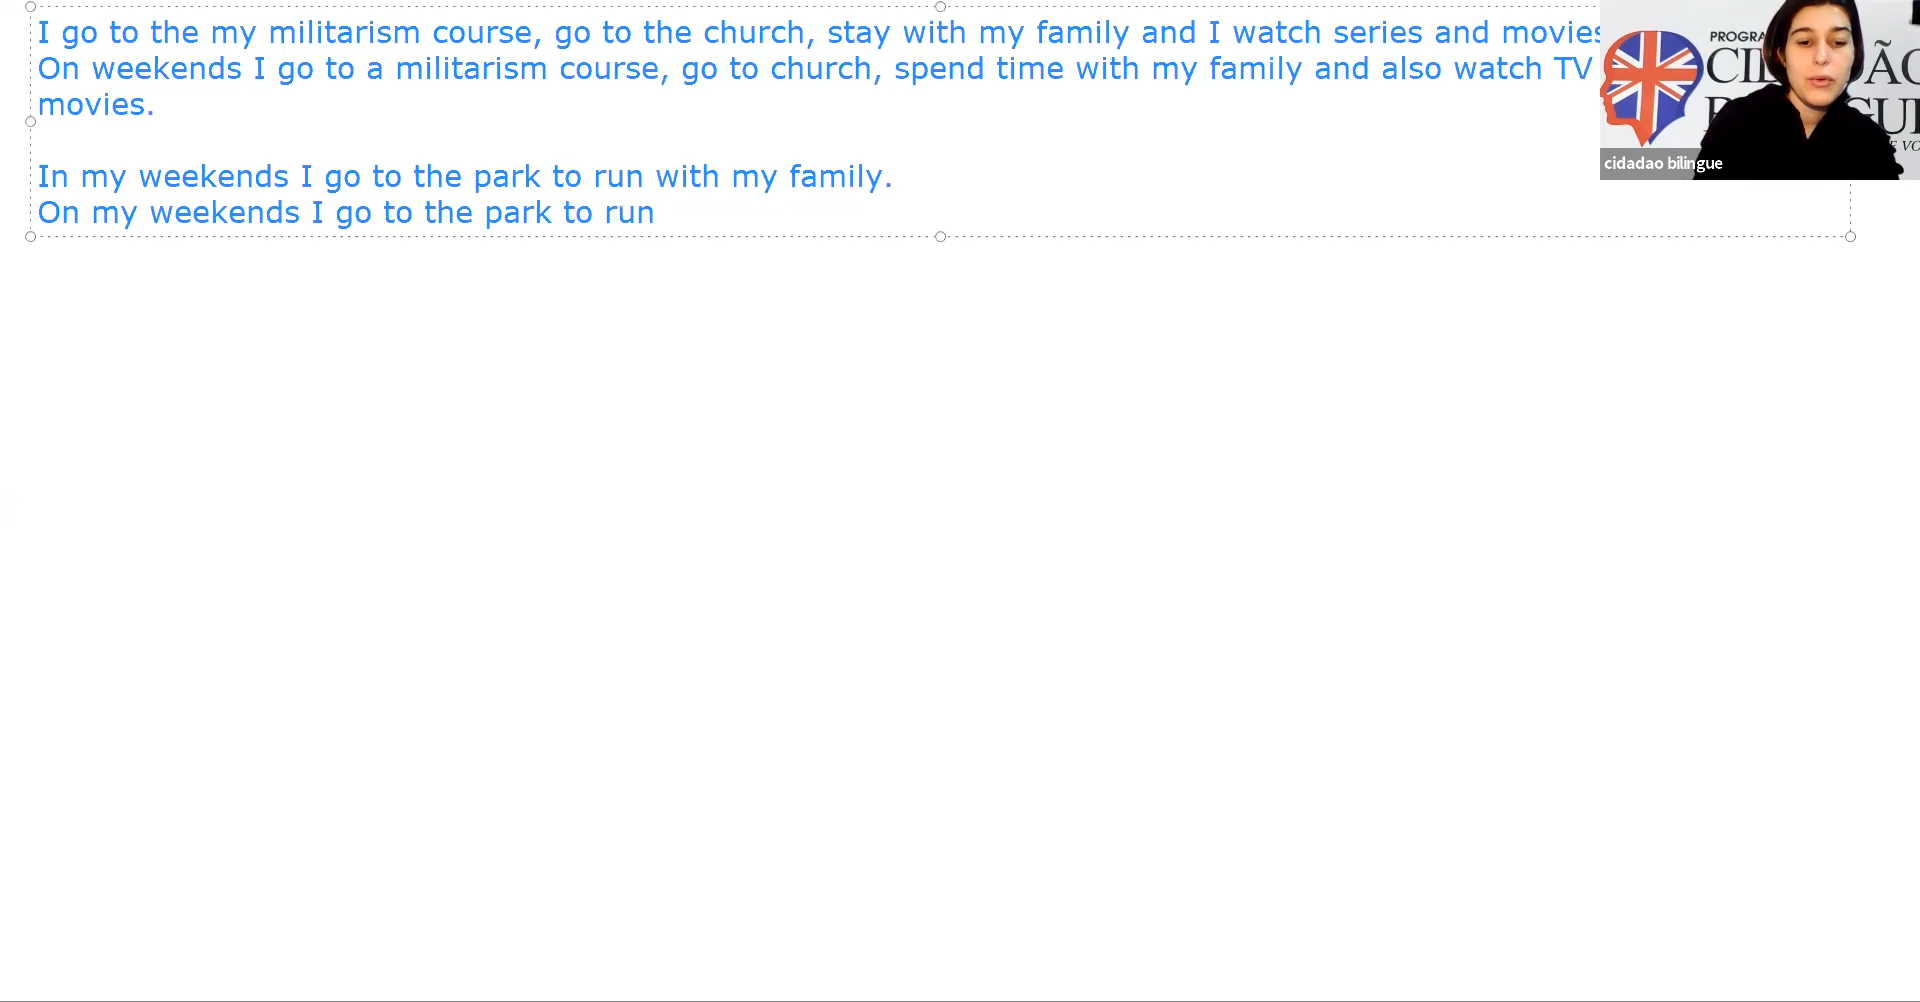 I go to the my militarism course, go to the church, stay with my family and I watch series and movies
On weekends I go to a militarism course, go to church, spend time with my family and also watch TV
movies.
In my weekends I go to the park to run with my family.
On my weekends I go to the park to run
PROGRA
cidadao bilingue